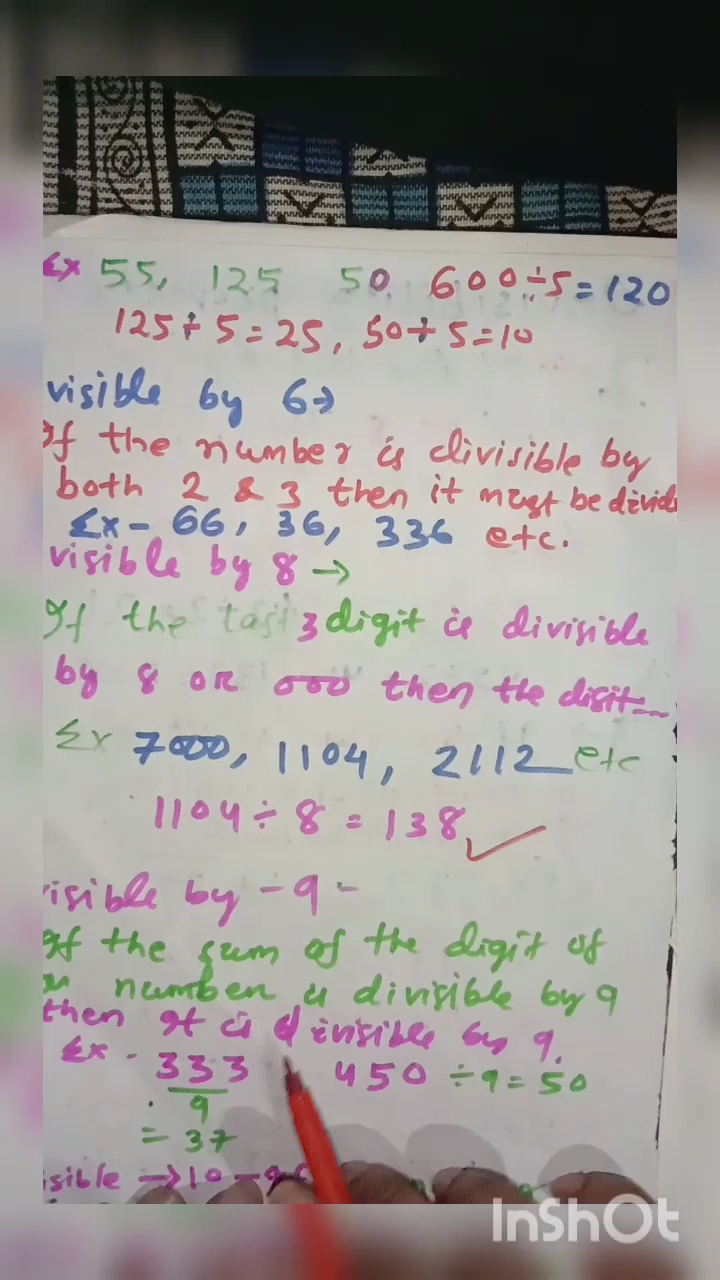 Ex 55, 125 50 600÷5=120
125÷5=25, 50÷5=10
visible by 6→
If the number is divisible by
both 2 & 3 then it must be divid
Ex- 66, 36, 336 etc.
visible by 8→
If the last 3 digit is divisible
by 8 or 000 then the digit...
Ex 7000, 1104, 2112 etc
1104÷8=138
isible by -9-
If the sum of the digit of
number is divisible by 9
then It is divisible by 9.
Ex- 333 450÷9=50
9
=37
isible →10-
InShOt